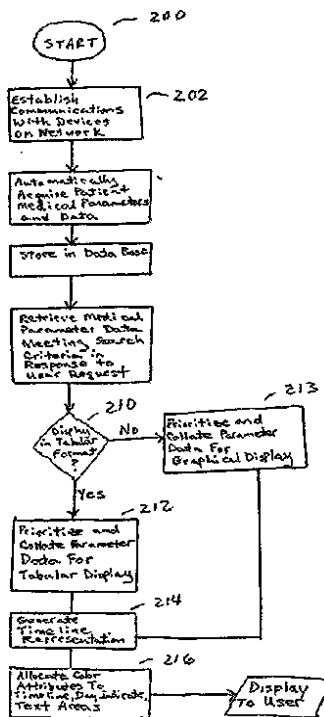 200
START
202
Establish
Communications
With Devices
on Network
Automatically
Acquire Patient
Medical Parameters
and Data
Store in Data Base
Retrieve Medical
Parameter Data
Meeting Search
Criteria in
Response to
User Request
210
Display
in Tabular
Format
?
No
213
Prioritize and
Collate Parameter
Data For
Graphical Display
Yes
212
Prioritize and
Collate Parameter
Data For
Tabular Display
214
Generate
Timeline
Representation
216
Allocate Color
Attributes To
Timeline, Day Indicate,
Text Areas
Display
To User